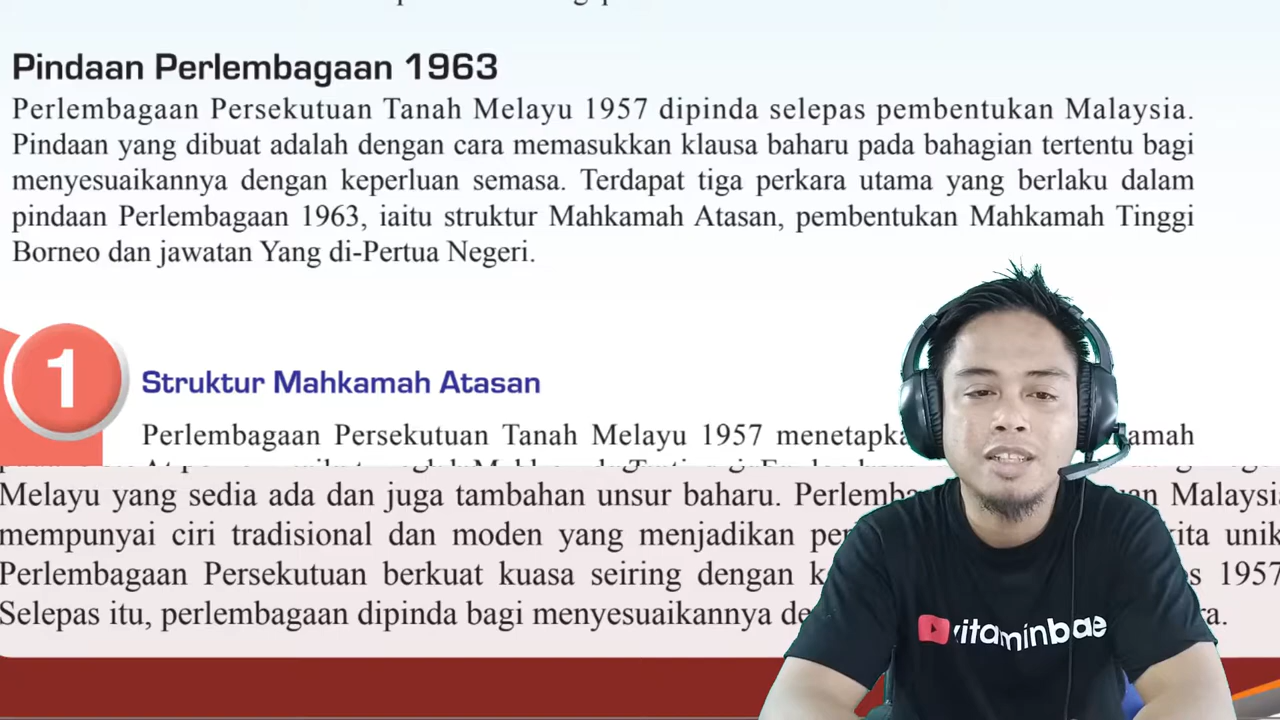 Pindaan Perlembagaan 1963
Perlembagaan Persekutuan Tanah Melayu 1957 dipinda selepas pembentukan Malaysia.
Pindaan yang dibuat adalah dengan cara memasukkan klausa baharu pada bahagian tertentu bagi
menyesuaikannya dengan keperluan semasa. Terdapat tiga perkara utama yang berlaku dalam
pindaan Perlembagaan 1963, iaitu struktur Mahkamah Atasan, pembentukan Mahkamah Tinggi
Borneo dan jawatan Yang di-Pertua Negeri.
1
Struktur Mahkamah Atasan
Perlembagaan Persekutuan Tanah Melayu 1957
Melayu yang sedia ada dan juga tambahan unsur baharu.
mempunyai ciri tradisional dan moden yang menjadikan
Perlembagaan Persekutuan berkuat kuasa seiring dengan 1957
Selepas itu, perlembagaan dipinda bagi menyesuaikannya
vitaminbae